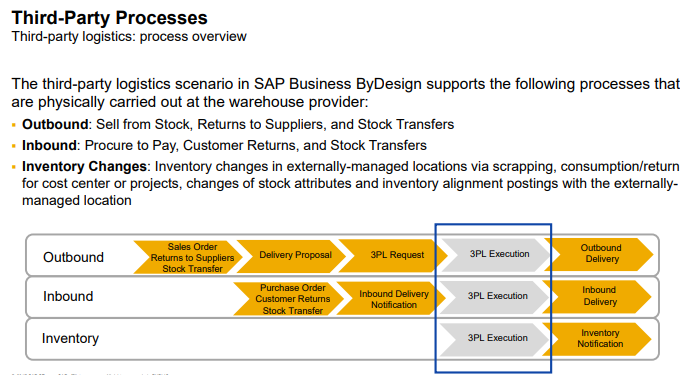 Third-Party Processes
Third-party logistics: process overview
The third-party logistics scenario in SAP Business ByDesign supports the following processes that
are physically carried out at the warehouse provider:
▪ Outbound: Sell from Stock, Returns to Suppliers, and Stock Transfers
▪ Inbound: Procure to Pay, Customer Returns, and Stock Transfers
▪ Inventory Changes: Inventory changes in externally-managed locations via scrapping, consumption/return
for cost center or projects, changes of stock attributes and inventory alignment postings with the externally-
managed location
Outbound
Sales Order
Returns to Suppliers
Stock Transfer
Delivery Proposal
3PL Request
3PL Execution
Outbound
Delivery
Inbound
Purchase Order
Customer Returns
Stock Transfer
Inbound Delivery
Notification
3PL Execution
Inbound
Delivery
Inventory
3PL Execution
Inventory
Notification